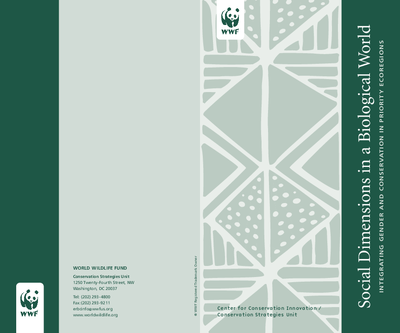 WWF
WORLD WILDLIFE FUND
Conservation Strategies Unit
1250 Twenty-Fourth Street, NW
Washington, DC 20037
Tel: (202) 293-4800
Fax (202) 293-9211
www.worldwildlife.org
WWF
WWF
Center for Conservation Innovation /
Conservation Strategies Unit
Social Dimensions in a Biological World
INTEGRATING GENDER AND CONSERVATION IN PRIORITY ECOREGIONS